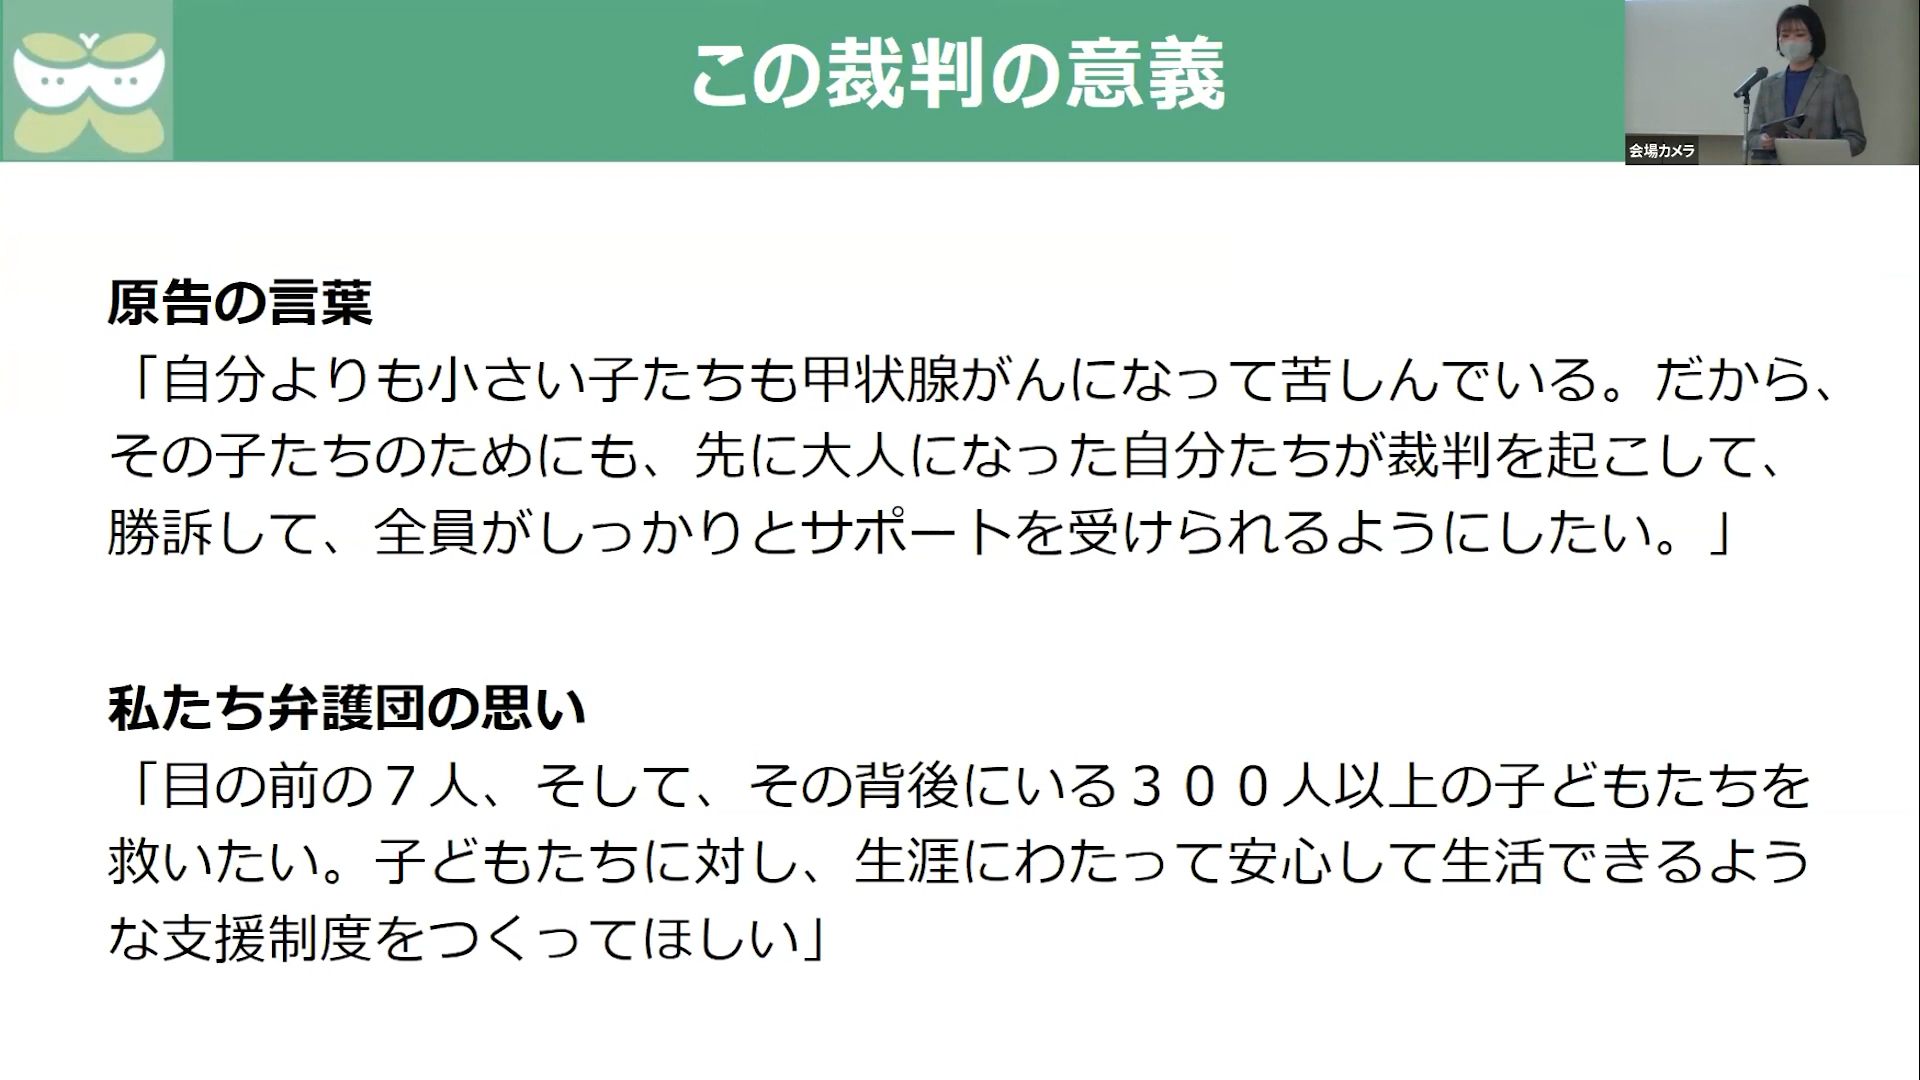 この裁判の意義
会場カメラ
原告の言葉
「自分よりも小さい子たちも甲状腺がんになって苦しんでいる。だから、
その子たちのためにも、先に大人になった自分たちが裁判を起こして、
勝訴して、全員がしっかりとサポートを受けられるようにしたい。」
私たち弁護団の思い
「目の前の７人、そして、その背後にいる３００人以上の子どもたちを
救いたい。子どもたちに対し、生涯にわたって安心して生活できるよう
な支援制度をつくってほしい」